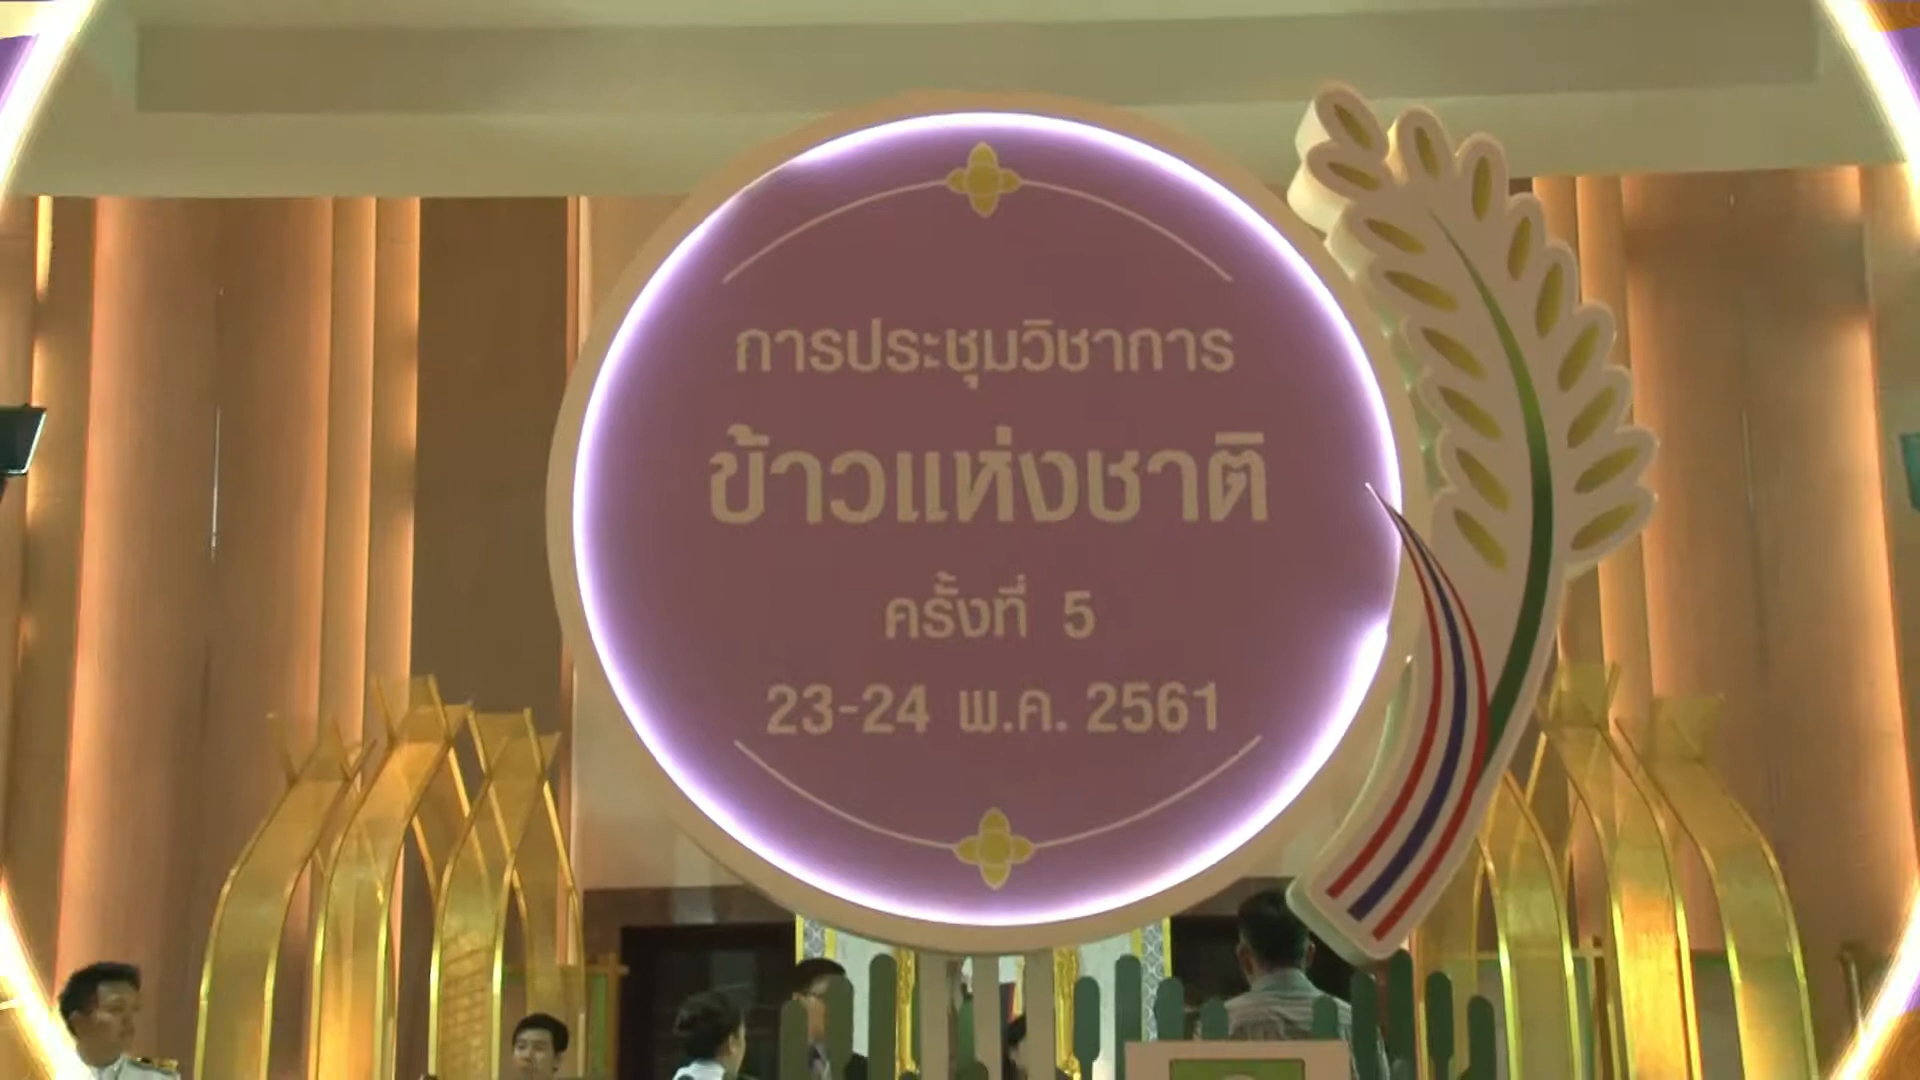 การประชุมวิชาการ
ข้าวแห่งชาติ
ครั้งที่ 5
23-24 พ.ค. 2561